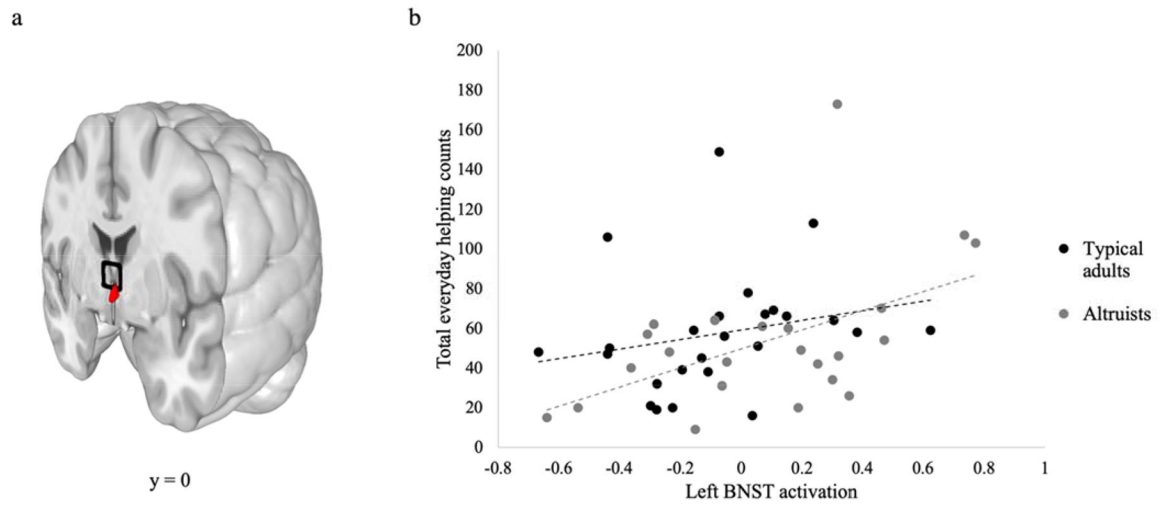 a
y = 0
b
Total everyday helping counts
200
180
160
140
120
100
80
60
40
20
0
-0.8 -0.6 -0.4 -0.2 0 0.2 0.4 0.6 0.8 1
Left BNST activation
Typical
adults
Altruists